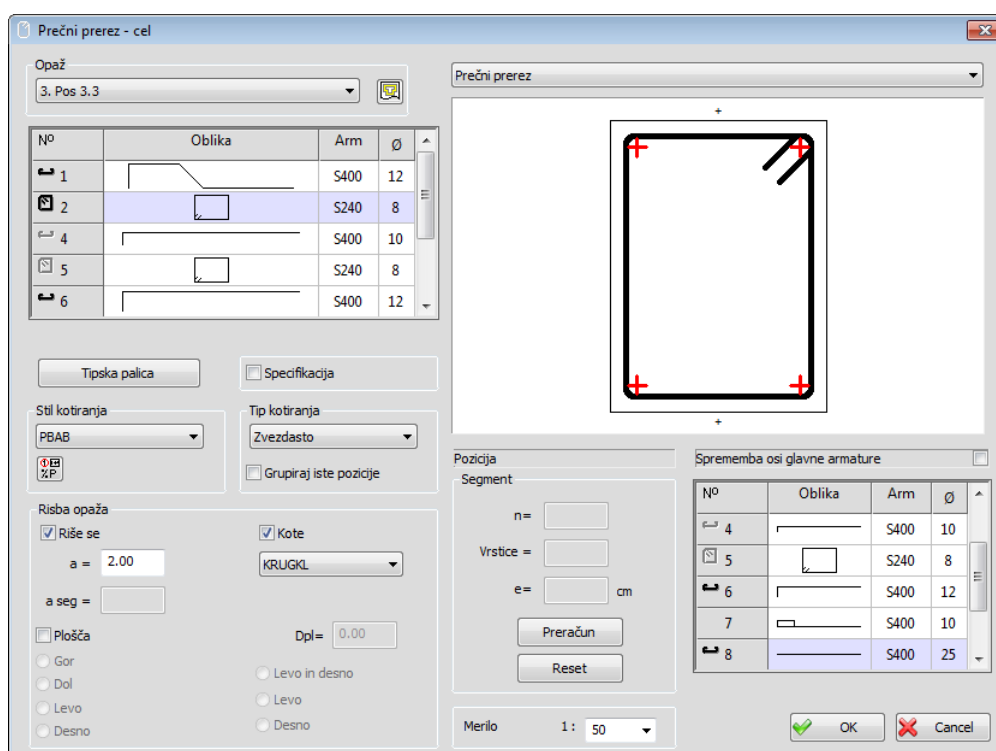 Prečni prerez - cel
Opaž
3. Pos 3.3
Nº Oblika Arm Ø
1 S400 12
2 S240 8
4 S400 10
5 S240 8
6 S400 12
Tipska palica
Specifikacija
Stil kotiranja
PBAB
Tip kotiranja
Zvezdasto
Grupiraj iste pozicije
Risba opaža
Riše se
Kote
a = 2.00
KRUGKL
a seg =
Plošča
Dpl= 0.00
Gor
Dol
Levo
Desno
Levo in desno
Levo
Desno
Prečni prerez
Pozicija
Segment
n=
Vrstice =
e= cm
Preračun
Reset
Merilo 1: 50
Sprememba osi glavne armature
Nº Oblika Arm Ø
4 S400 10
5 S240 8
6 S400 12
7 S400 10
8 S400 25
OK
Cancel